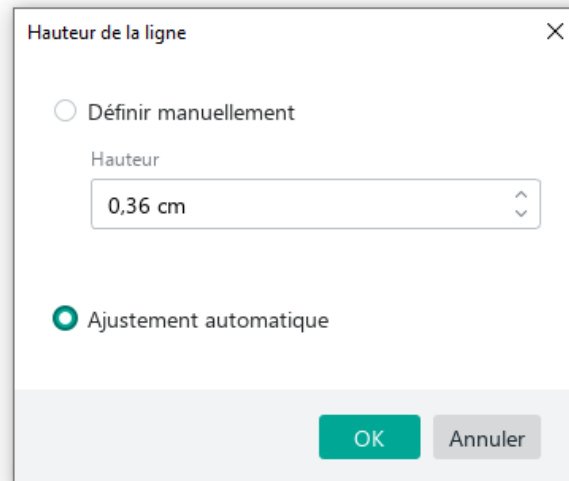 Hauteur de la ligne
Définir manuellement
Hauteur
0,36 cm
Ajustement automatique
OK
Annuler